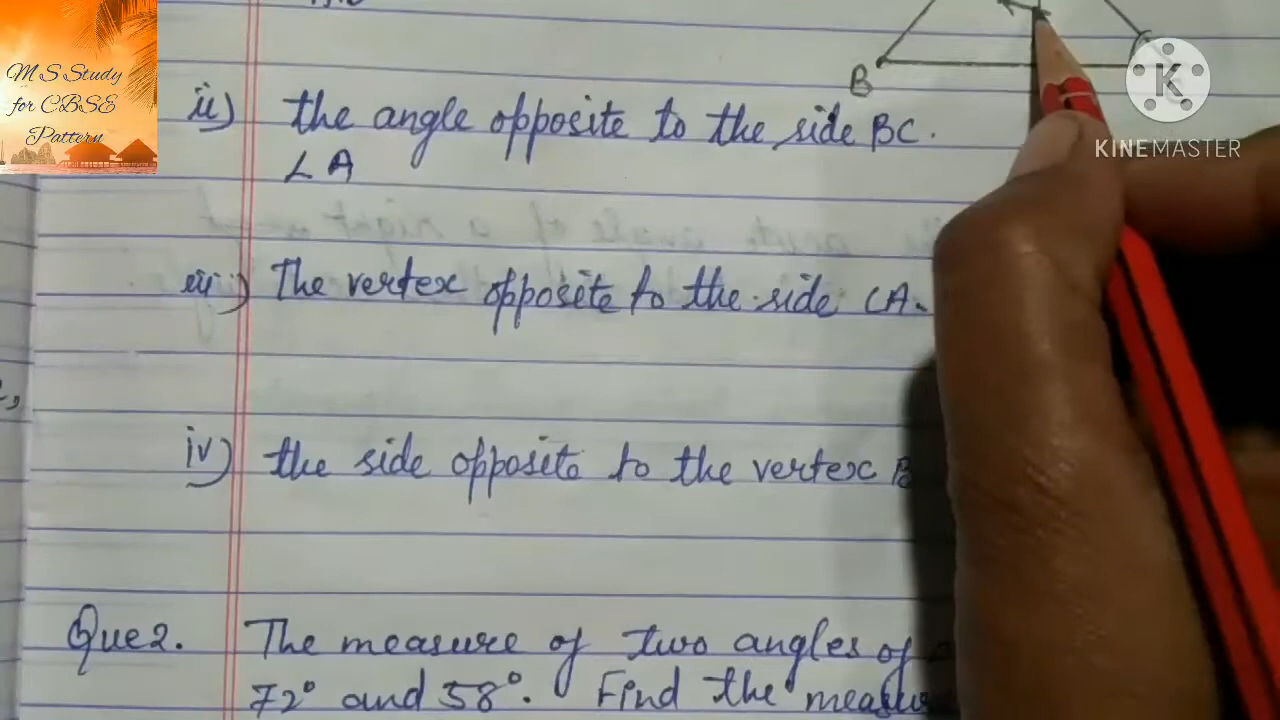 M S Study
for CBSE
Pattern
B
KINEMASTER
ii) the angle opposite to the side BC.
∠A
iii) The vertex opposite to the side CA.
iv) the side opposite to the vertex B
Que2. The measure of two angles of
72° and 58°. Find the measure